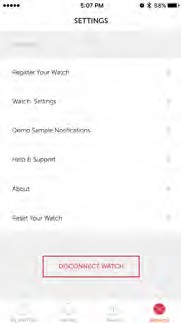 5:07 PM
98%
SETTINGS
Register Your Watch
Watch Settings
Demo Sample Notifications
Help & Support
About
Reset Your Watch
DISCONNECT WATCH